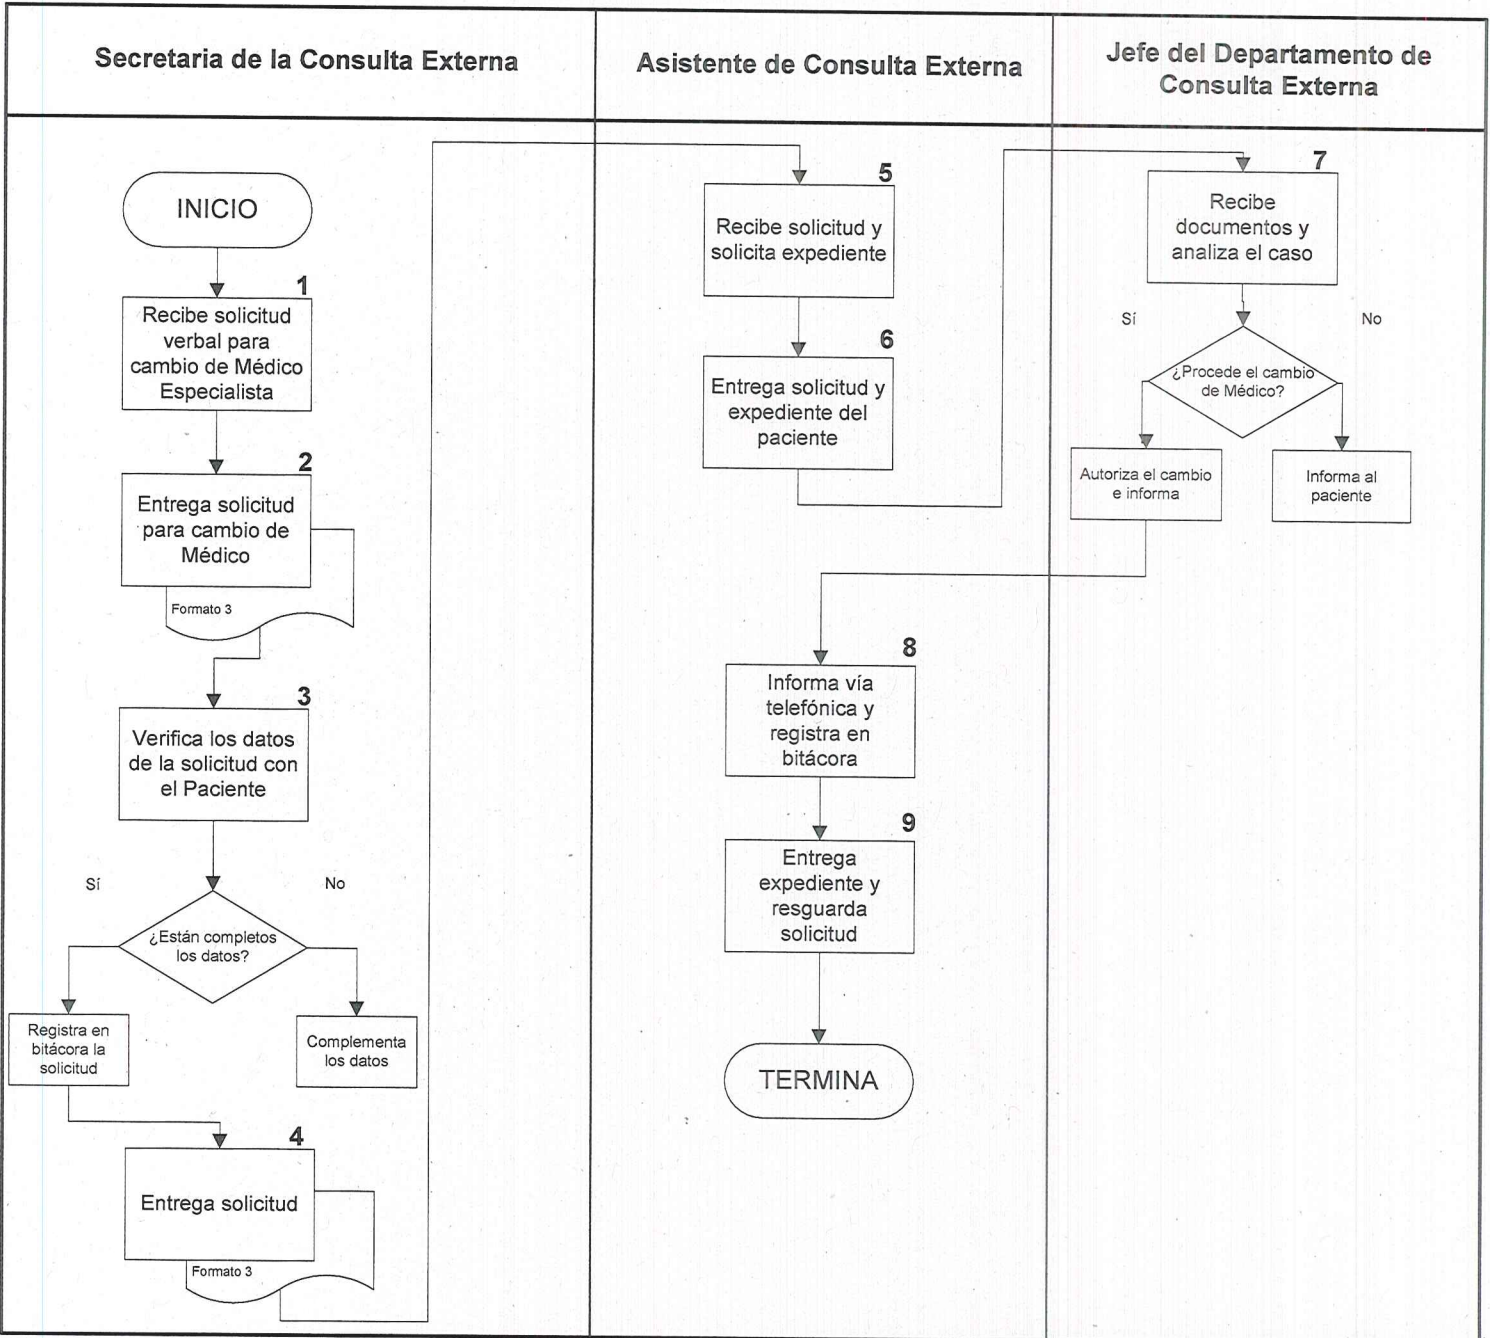 Secretaria de la Consulta Externa
Asistente de Consulta Externa
Jefe del Departamento de
Consulta Externa
INICIO
1
Recibe solicitud
verbal para
cambio de Médico
Especialista
2
Entrega solicitud
para cambio de
Médico
Formato 3
3
Verifica los datos
de la solicitud con
el Paciente
Sí
No
¿Están completos
los datos?
Registra en
bitácora la
solicitud
Complementa
los datos
4
Entrega solicitud
Formato 3
5
Recibe solicitud y
solicita expediente
6
Entrega solicitud y
expediente del
paciente
7
Recibe
documentos y
analiza el caso
Sí
No
¿Procede el cambio
de Médico?
Autoriza el cambio
e informa
Informa al
paciente
8
Informa vía
telefónica y
registra en
bitácora
9
Entrega
expediente y
resguarda
solicitud
TERMINA